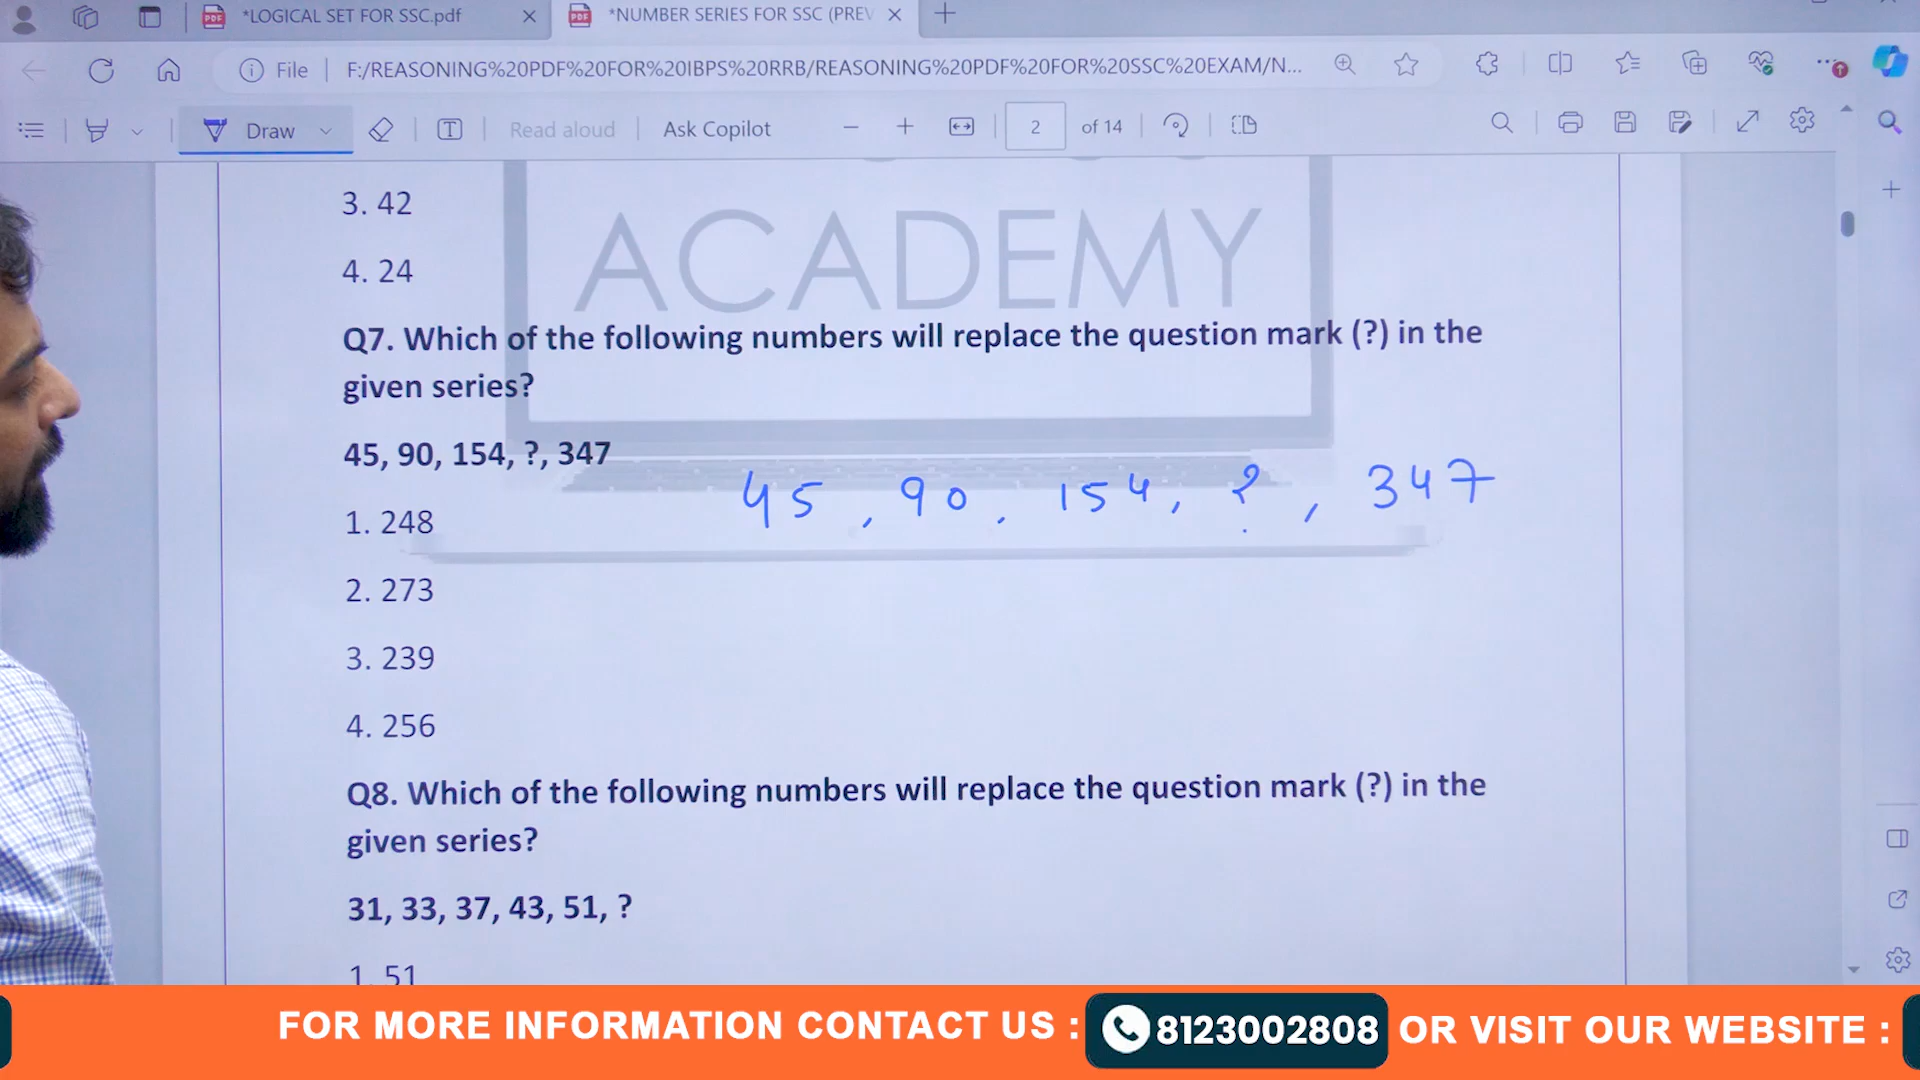 *LOGICAL SET FOR SSC.pdf
*NUMBER SERIES FOR SSC (PREV
File
F:/REASONING%20PDF%20FOR%20IBPS%20RRB/REASONING%20PDF%20FOR%20SSC%20EXAM/N...
Draw
Read aloud
Ask Copilot
2 of 14
3. 42
4. 24
ACADEMY
Q7. Which of the following numbers will replace the question mark (?) in the
given series?
45, 90, 154, ?, 347
45, 90, 154, ?, 347
1. 248
2. 273
3. 239
4. 256
Q8. Which of the following numbers will replace the question mark (?) in the
given series?
31, 33, 37, 43, 51, ?
1. 51
FOR MORE INFORMATION CONTACT US : 8123002808 OR VISIT OUR WEBSITE :